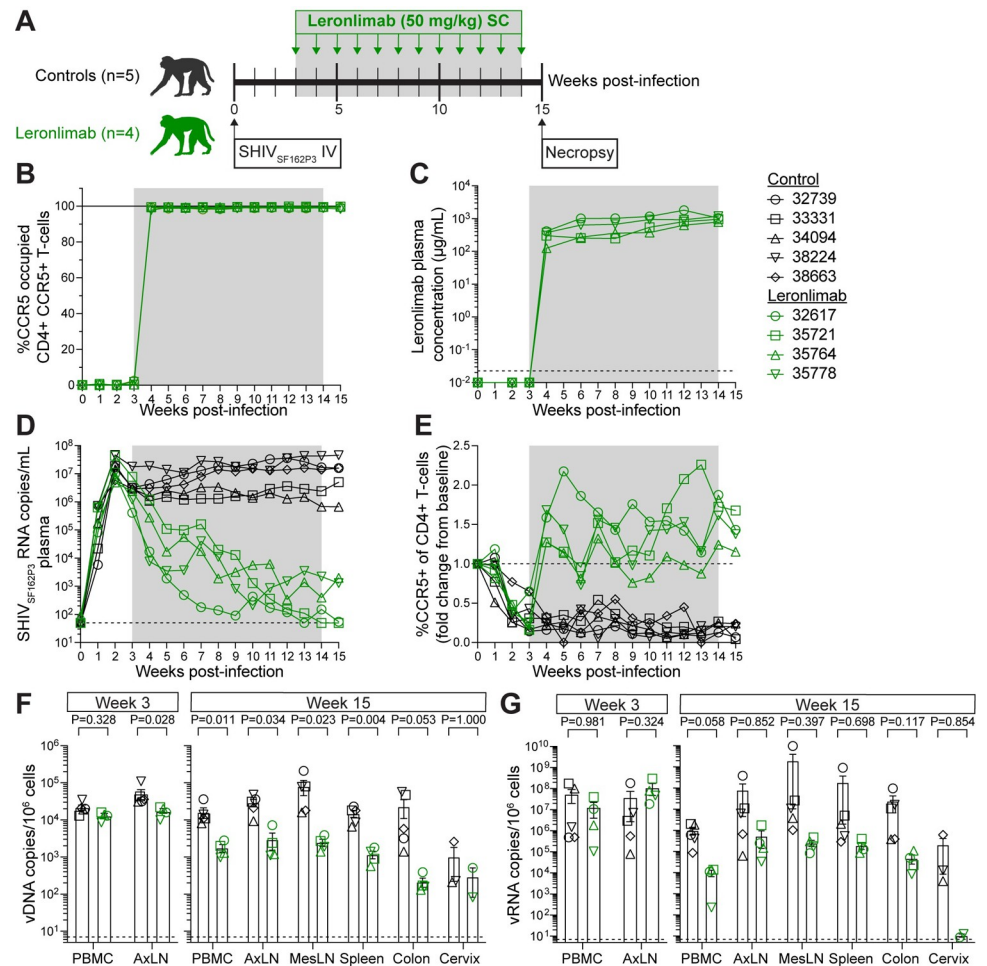 A
Leronlimab (50 mg/kg) SC
Controls (n=5)
Weeks post-infection
0 5 10 15
Leronlimab (n=4)
SHIVSF162P3 IV
Necropsy
B
%CCR5 occupied
CD4+ CCR5+ T-cells
100
80
60
40
20
0
0 1 2 3 4 5 6 7 8 9 10 11 12 13 14 15
Weeks post-infection
C
Leronlimab plasma
concentration (µg/mL)
10^4
10^3
10^2
10^1
10^0
10^-1
10^-2
0 1 2 3 4 5 6 7 8 9 10 11 12 13 14 15
Weeks post-infection
Control
32739
33331
34094
38224
38663
Leronlimab
32617
35721
35764
35778
D
SHIVSF162P3 RNA copies/mL
plasma
10^8
10^7
10^6
10^5
10^4
10^3
10^2
10^1
0 1 2 3 4 5 6 7 8 9 10 11 12 13 14 15
Weeks post-infection
E
%CCR5+ of CD4+ T-cells
(fold change from baseline)
2.5
2.0
1.5
1.0
0.5
0.0
0 1 2 3 4 5 6 7 8 9 10 11 12 13 14 15
Weeks post-infection
F
Week 3 Week 15
P=0.328 P=0.028 P=0.011 P=0.034 P=0.023 P=0.004 P=0.053 P=1.000
vDNA copies/10^6 cells
10^6
10^5
10^4
10^3
10^2
10^1
PBMC AxLN PBMC AxLN MesLN Spleen Colon Cervix
G
Week 3 Week 15
P=0.981 P=0.324 P=0.058 P=0.852 P=0.397 P=0.698 P=0.117 P=0.854
vRNA copies/10^6 cells
10^10
10^9
10^8
10^7
10^6
10^5
10^4
10^3
10^2
10^1
PBMC AxLN PBMC AxLN MesLN Spleen Colon Cervix